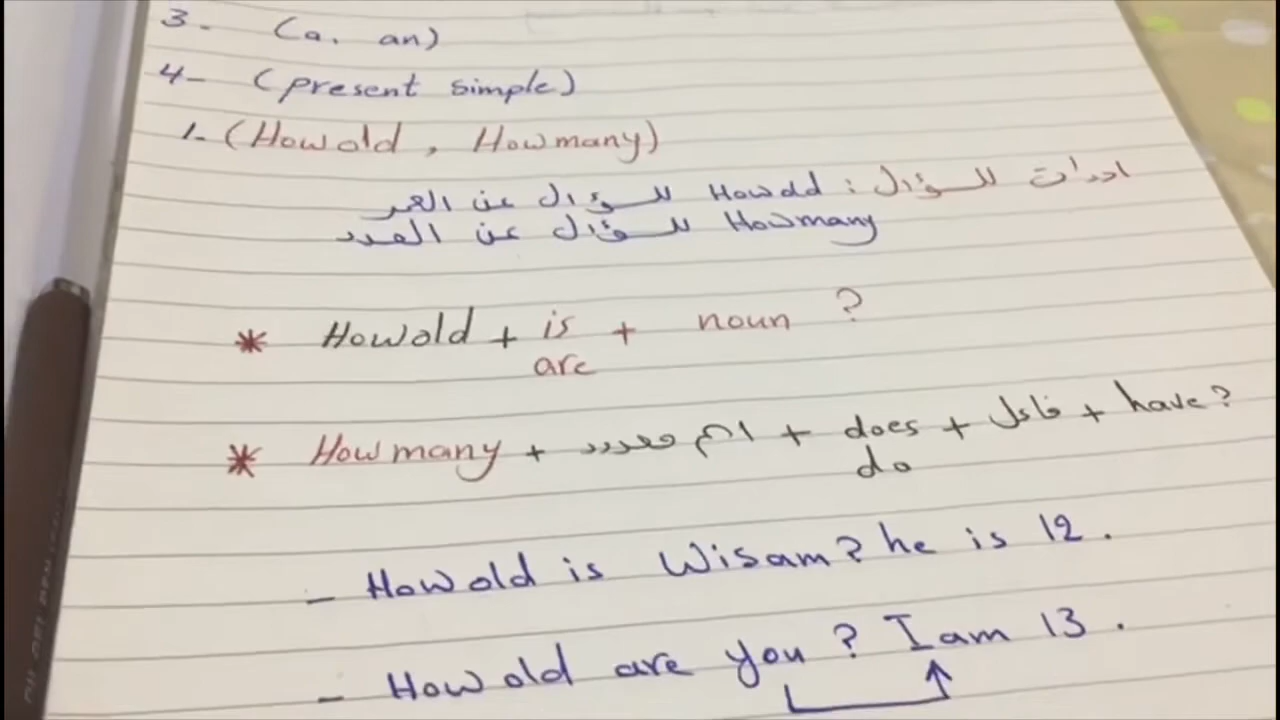 3- (a. an)
4- (present simple)
1- (How old, How many)
ادوات للسؤال: How old للسؤال عن العمر
How many للسؤال عن العدد
* How old + is + noun ?
are
* How many + اسم معدود + does + فاعل + have?
do
- How old is Wisam? he is 12.
- How old are you? I am 13.